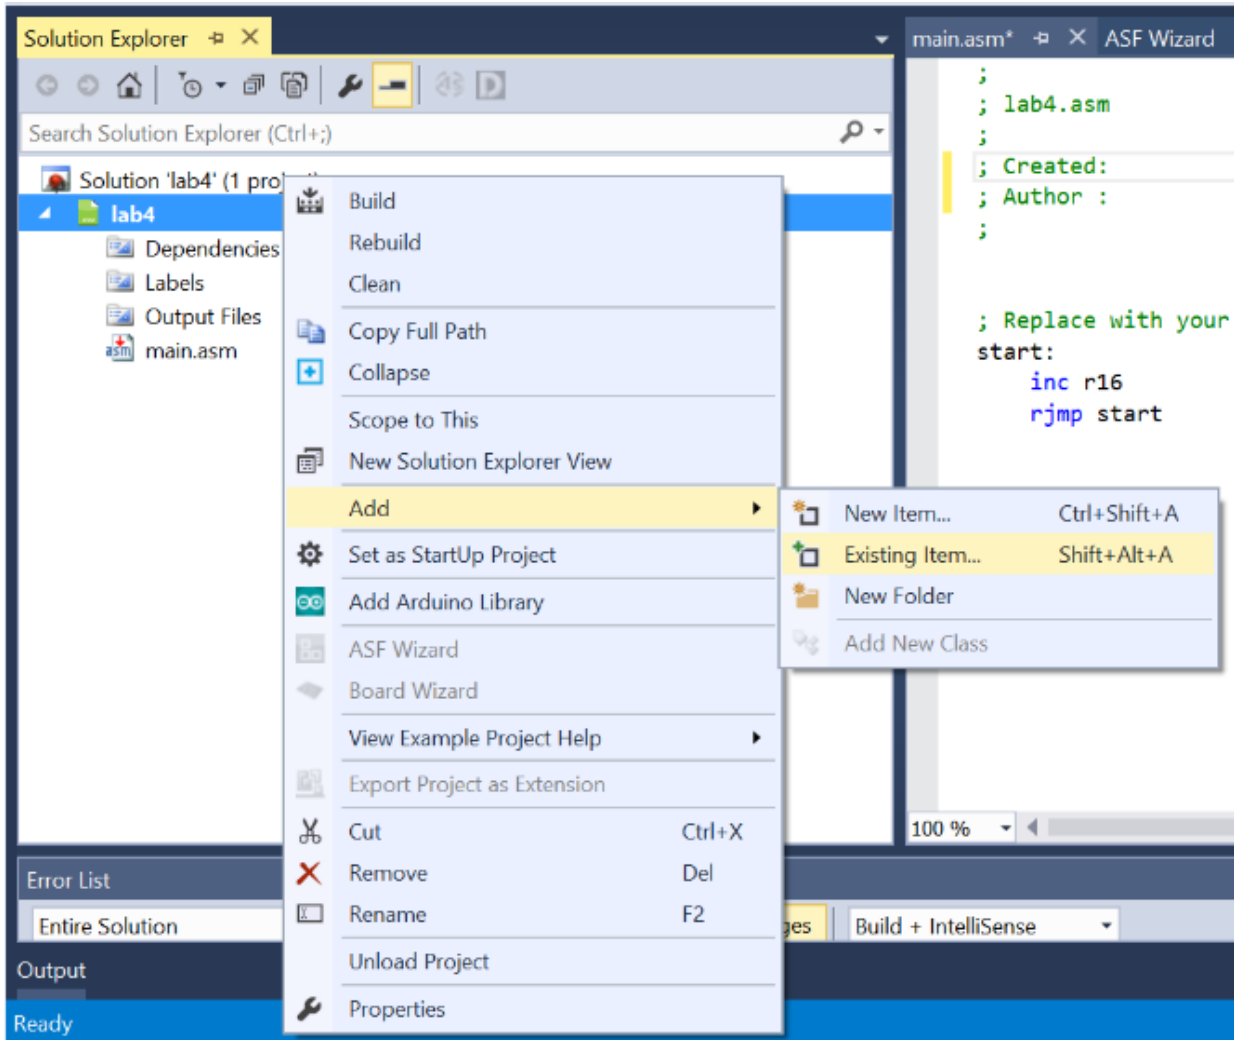 Solution Explorer
main.asm*
ASF Wizard
Search Solution Explorer (Ctrl+;)
Solution 'lab4' (1
lab4
Dependencies
Labels
Output Files
asm main.asm
;
; lab4.asm
;
; Created:
; Author :
;
; Replace with your
start:
inc r16
rjmp start
Build
Rebuild
Clean
Copy Full Path
Collapse
Scope to This
New Solution Explorer View
Add
Set as StartUp Project
Add Arduino Library
ASF Wizard
Board Wizard
View Example Project Help
Export Project as Extension
Cut Ctrl+X
Remove Del
Rename F2
Unload Project
Properties
New Item... Ctrl+Shift+A
Existing Item... Shift+Alt+A
New Folder
Add New Class
100 %
Error List
Entire Solution
Build + IntelliSense
Output
Ready